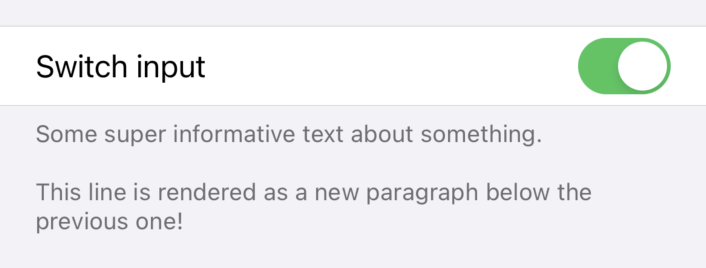 Switch input
Some super informative text about something.
This line is rendered as a new paragraph below the
previous one!